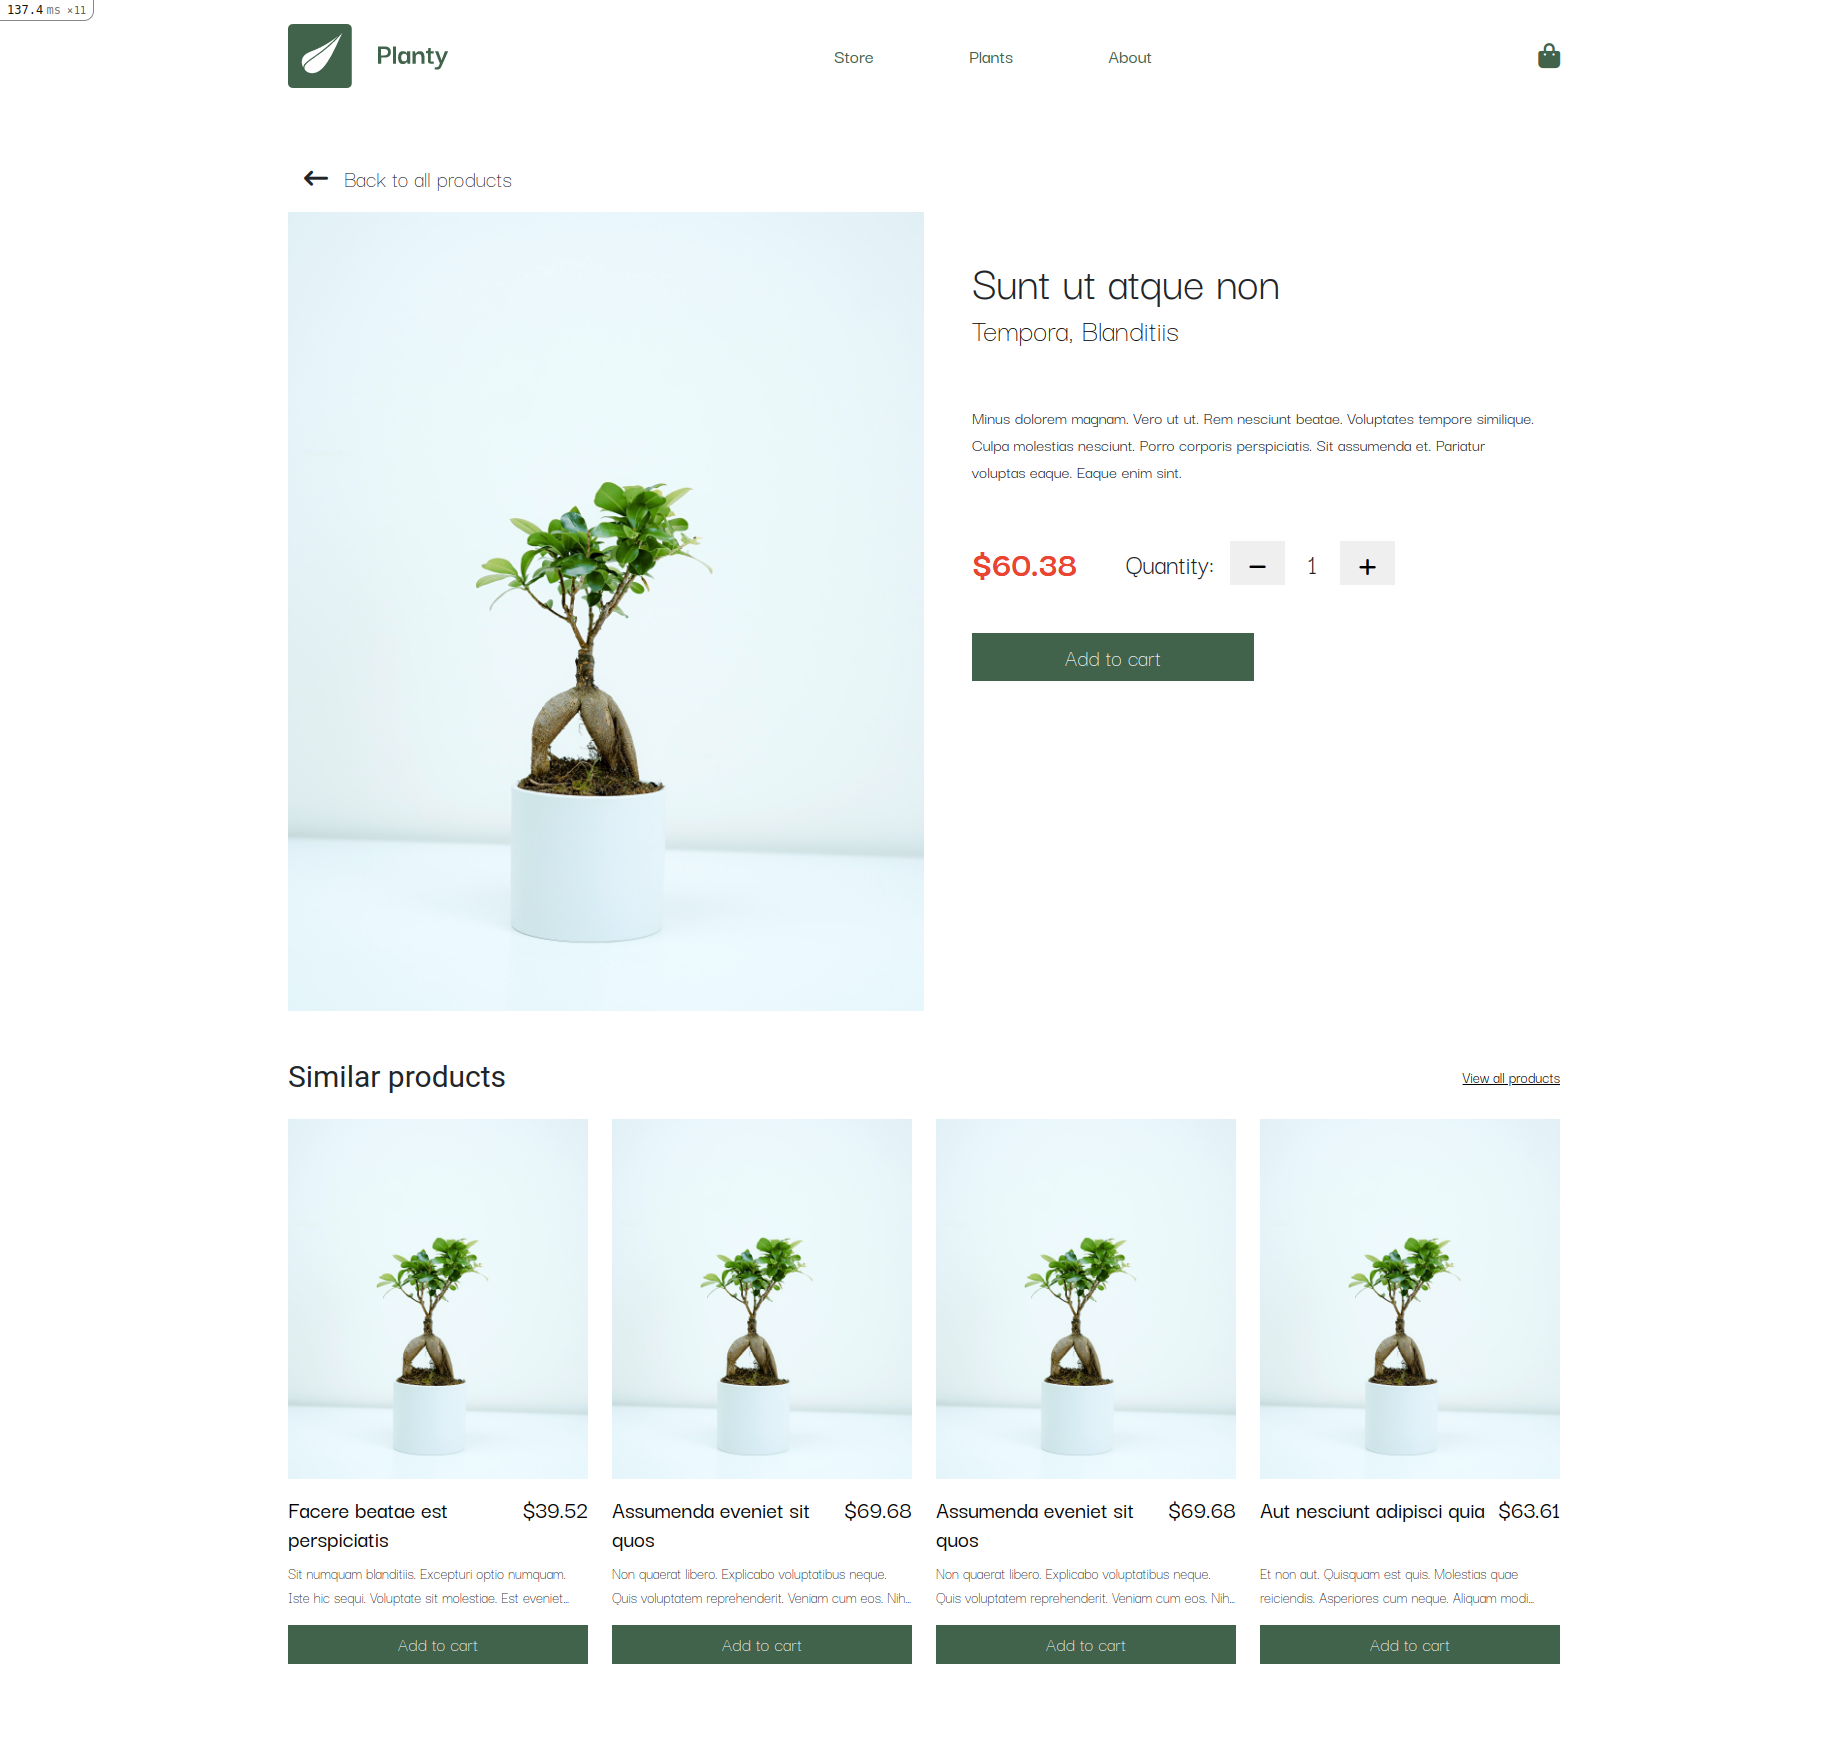 137.4 ms ×11
Planty
Store
Plants
About
Back to all products
Sunt ut atque non
Tempora, Blanditiis
Minus dolorem magnam. Vero ut ut. Rem nesciunt beatae. Voluptates tempore similique.
Culpa molestias nesciunt. Porro corporis perspiciatis. Sit assumenda et. Pariatur
voluptas eaque. Eaque enim sint.
$60.38
Quantity:
1
Add to cart
Similar products
View all products
Facere beatae est
perspiciatis
$39.52
Sit numquam blanditiis. Excepturi optio numquam.
Iste hic sequi. Voluptate sit molestiae. Est eveniet...
Add to cart
Assumenda eveniet sit
quos
$69.68
Non quaerat libero. Explicabo voluptatibus neque.
Quis voluptatem reprehenderit. Veniam cum eos. Nih...
Add to cart
Assumenda eveniet sit
quos
$69.68
Non quaerat libero. Explicabo voluptatibus neque.
Quis voluptatem reprehenderit. Veniam cum eos. Nih...
Add to cart
Aut nesciunt adipisci quia
$63.61
Et non aut. Quisquam est quis. Molestias quae
reiciendis. Asperiores cum neque. Aliquam modi...
Add to cart